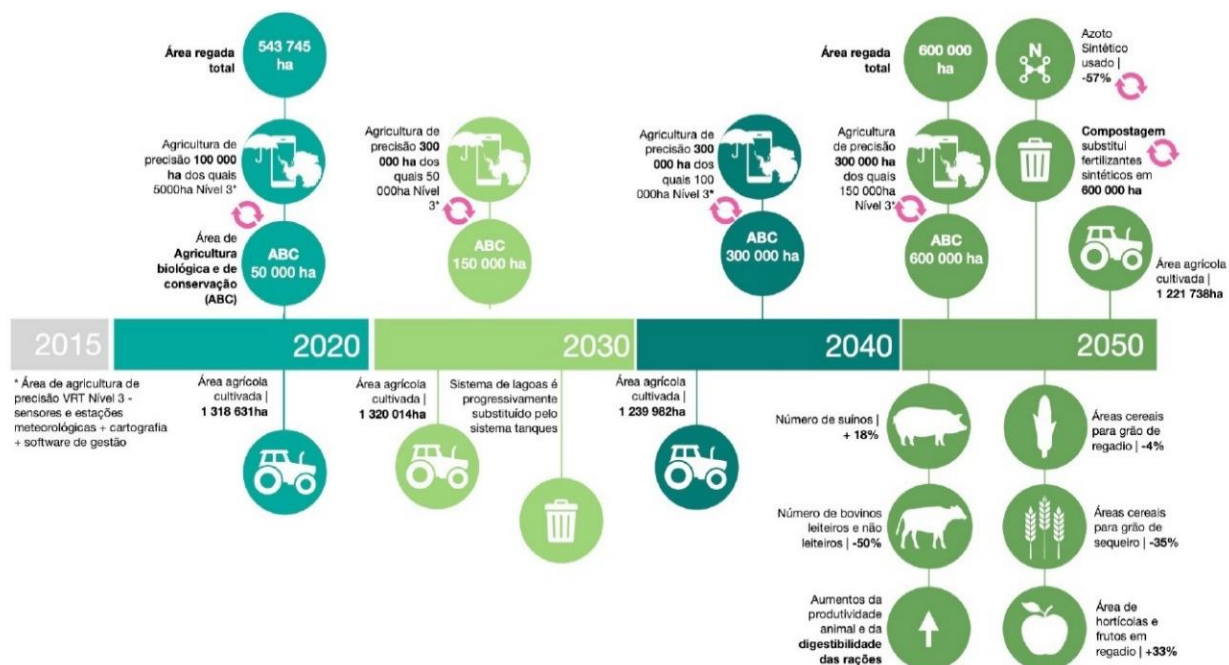 Área regada
total
543 745
ha
Agricultura de
precisão 100 000
ha dos quais
5000ha Nível 3*
Área de
Agricultura
biológica e de
conservação
(ABC)
ABC
50 000 ha
Agricultura de
precisão 300
000 ha dos
quais 50
000ha Nível
3*
ABC
150 000 ha
Agricultura de
precisão 300
000 ha dos
quais 100
000ha Nível 3*
ABC
300 000 ha
Área regada
total
600 000
ha
Agricultura
de precisão
300 000 ha
dos quais
150 000ha
Nível 3*
ABC
600 000 ha
N
Azoto
Sintético
usado |
-57%
Compostagem
substitui
fertilizantes
sintéticos em
600 000 ha
Área agrícola
cultivada |
1 221 738ha
2015
2020
2030
2040
2050
* Área de agricultura de
precisão VRT Nível 3 -
sensores e estações
meteorológicas + cartografia
+ software de gestão
Área agrícola
cultivada |
1 318 631ha
Área agrícola
cultivada |
1 320 014ha
Sistema de lagoas é
progressivamente
substituído pelo
sistema tanques
Área agrícola
cultivada |
1 239 982ha
Número de suínos |
+ 18%
Número de bovinos
leiteiros e não
leiteiros | -50%
Aumentos da
produtividade
animal e da
digestibilidade
das rações
Áreas cereais
para grão de
regadio | -4%
Áreas cereais
para grão de
sequeiro | -35%
Área de
hortícolas e
frutos em
regadio | +33%